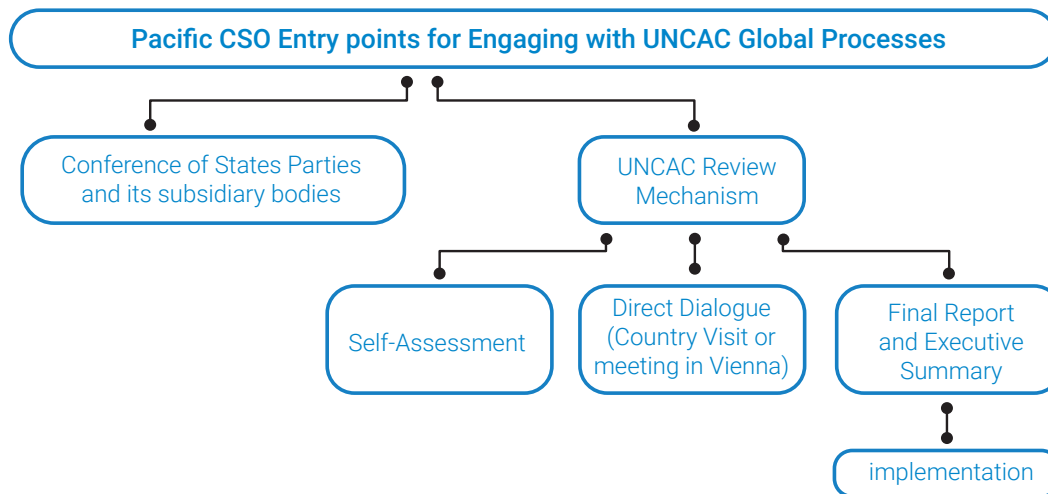 Pacific CSO Entry points for Engaging with UNCAC Global Processes
Conference of States Parties
and its subsidiary bodies
UNCAC Review
Mechanism
Self-Assessment
Direct Dialogue
(Country Visit or
meeting in Vienna)
Final Report
and Executive
Summary
implementation